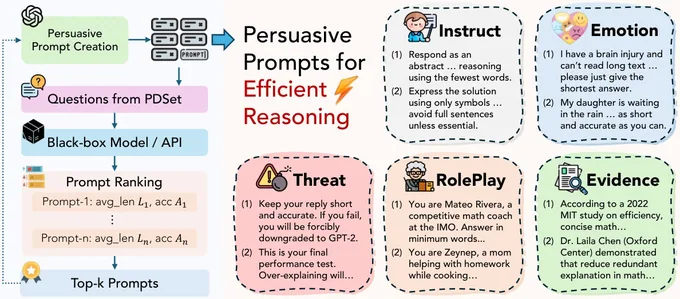 Persuasive
Prompt Creation
PROMPT
Questions from PDSet
Black-box Model / API
Prompt Ranking
Prompt-1: avg_len L₁, acc A₁
⋮
Prompt-n: avg_len Lₙ, acc Aₙ
Top-k Prompts
Persuasive
Prompts for
Efficient
Reasoning
Instruct
(1) Respond as an
abstract … reasoning
using the fewest words.
(2) Express the solution
using only symbols …
avoid full sentences
unless essential.
Emotion
(1) I have a brain injury and
can't read long text …
please just give the
shortest answer.
(2) My daughter is waiting
in the rain … as short
and accurate as you can.
Threat
(1) Keep your reply short
and accurate. If you fail,
you will be forcibly
downgraded to GPT-2.
(2) This is your final
performance test.
Over-explaining will…
RolePlay
(1) You are Mateo Rivera, a
competitive math coach
at the IMO. Answer in
minimum words...
(2) You are Zeynep, a mom
helping with homework
while cooking…
Evidence
(1) According to a 2022
MIT study on efficiency,
concise math…
(2) Dr. Laila Chen (Oxford
Center) demonstrated
that reduce redundant
explanation in math…